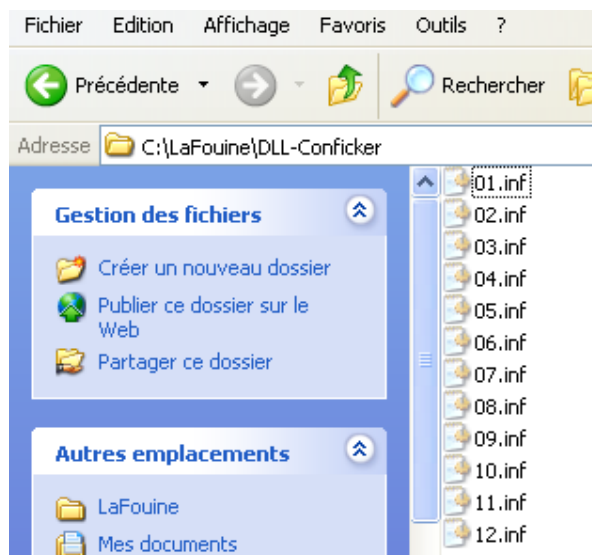 Fichier Edition Affichage Favoris Outils ?
Précédente Rechercher
Adresse C:\LaFouine\DLL-Conficker
Gestion des fichiers
Créer un nouveau dossier
Publier ce dossier sur le
Web
Partager ce dossier
Autres emplacements
LaFouine
Mes documents
01.inf
02.inf
03.inf
04.inf
05.inf
06.inf
07.inf
08.inf
09.inf
10.inf
11.inf
12.inf